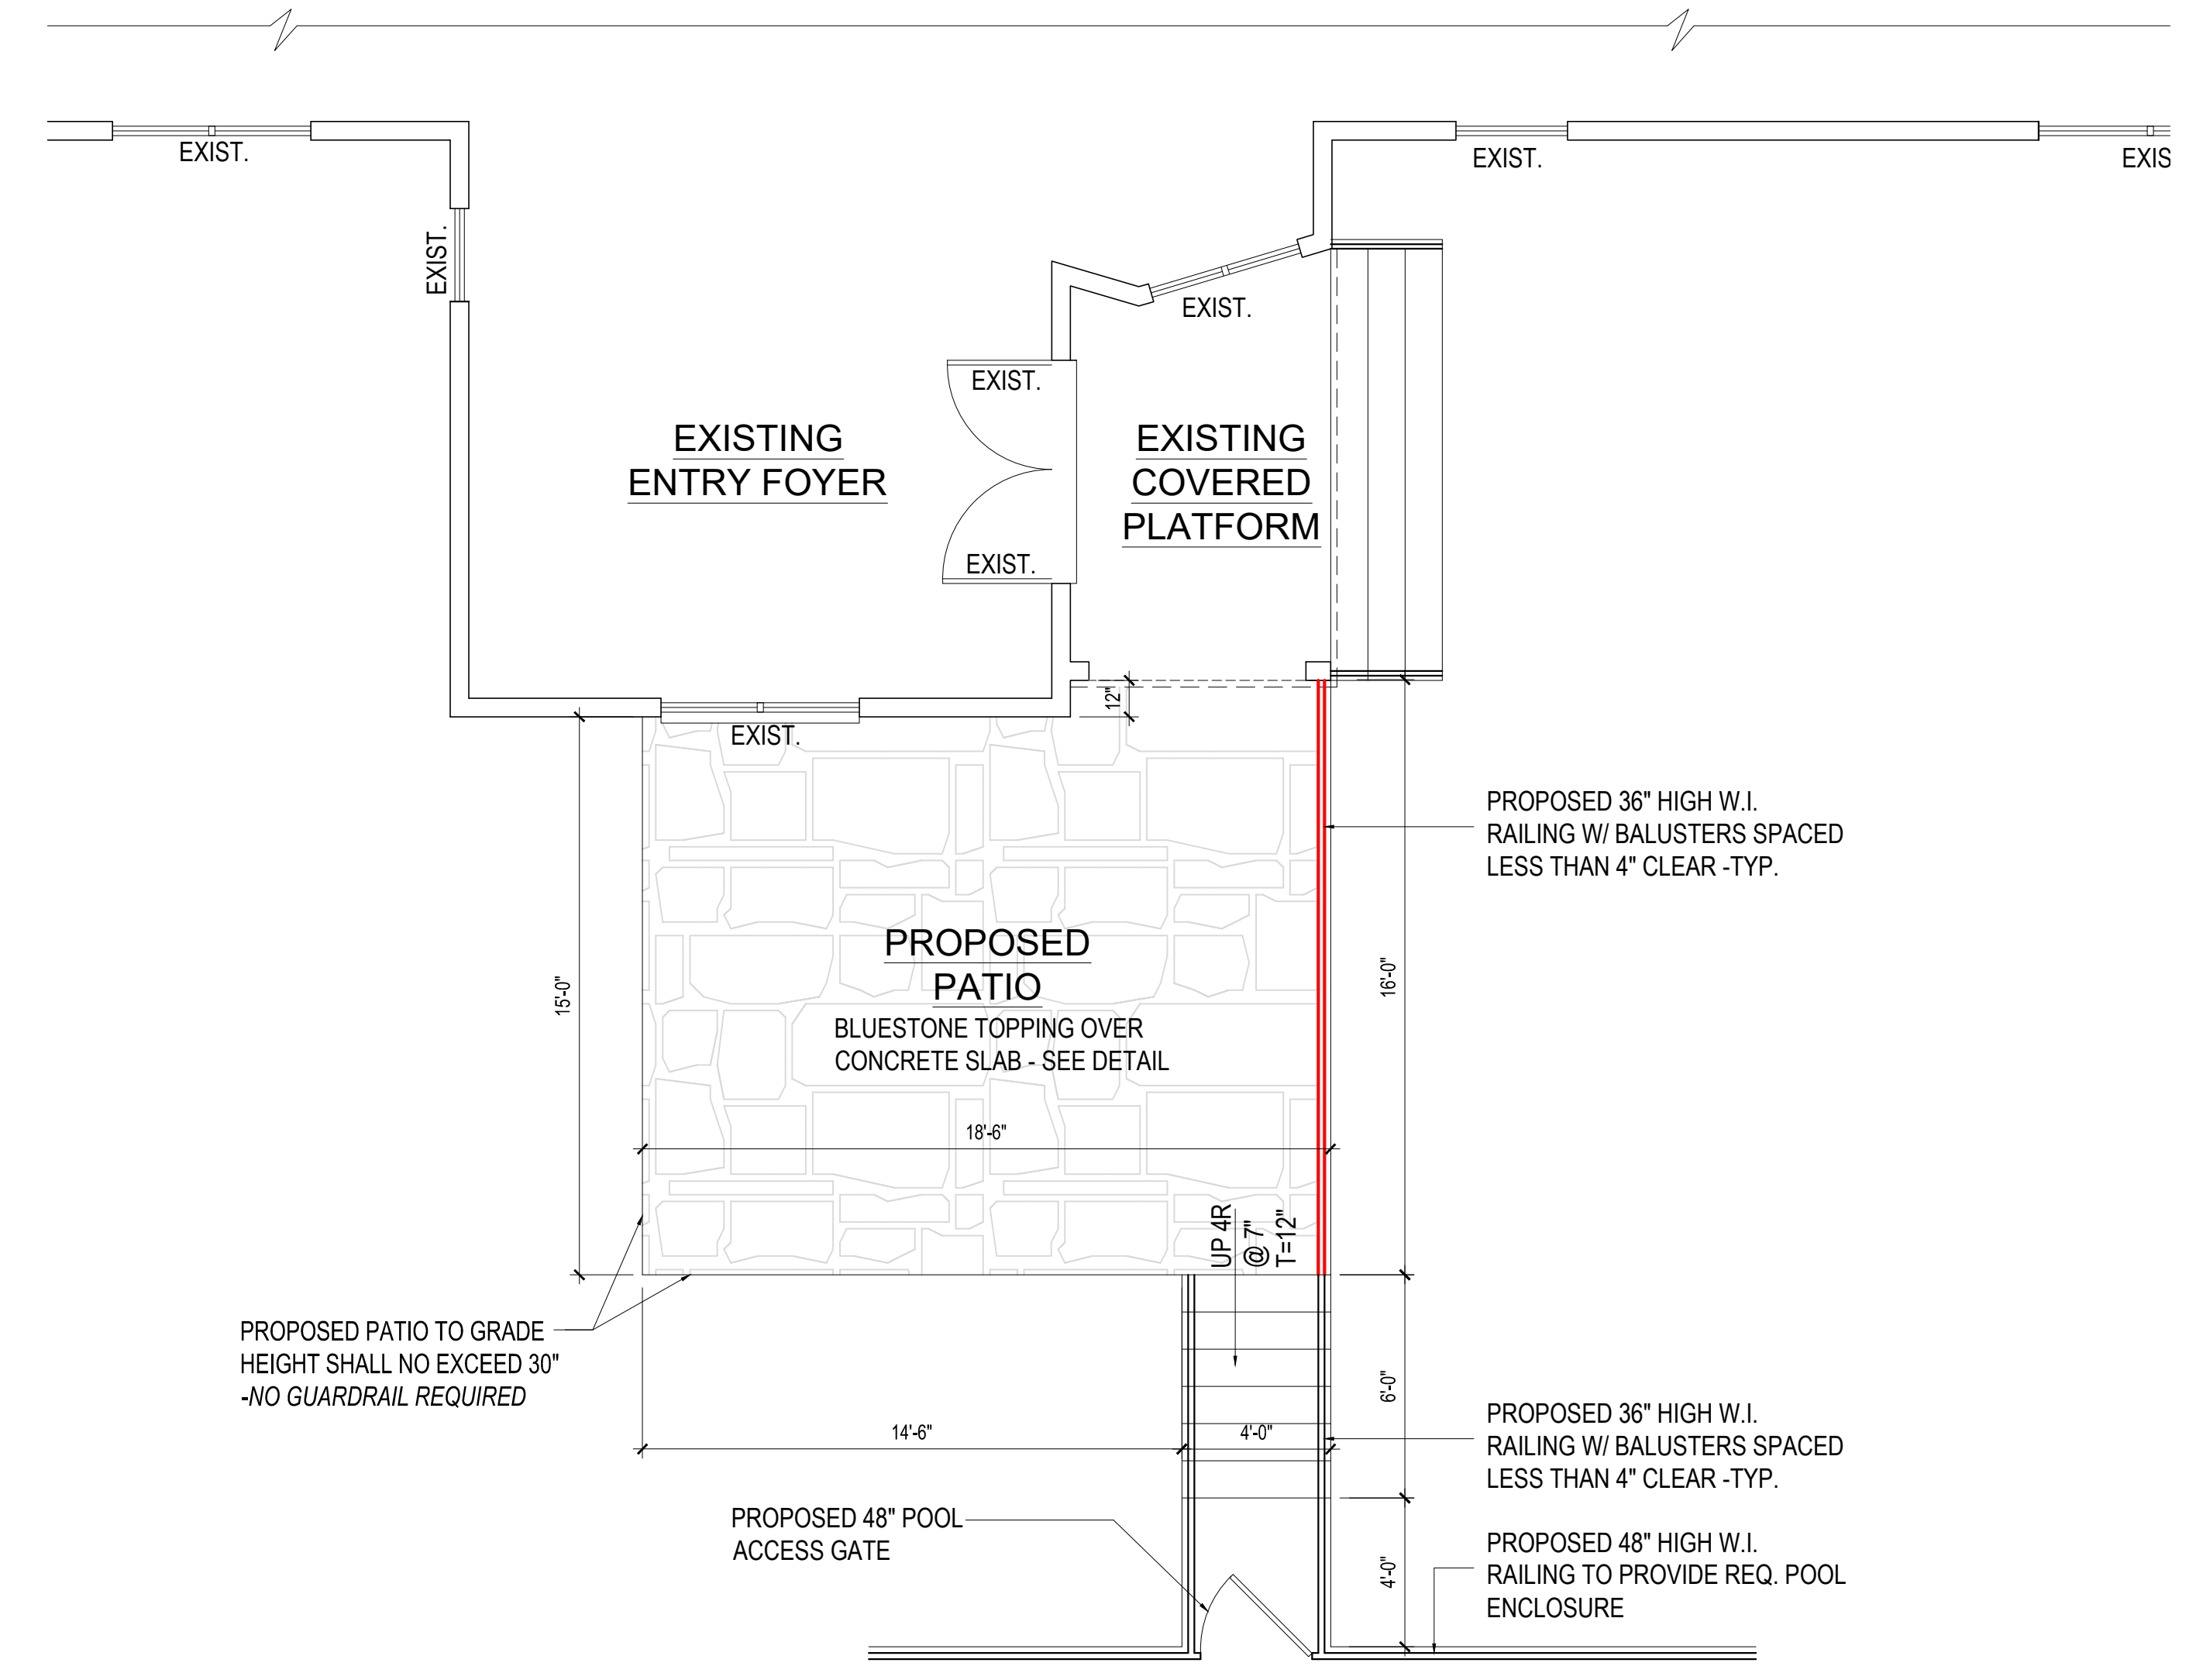 EXIST.
EXIST.
EXIS
EXIST.
EXIST.
EXIST.
EXISTING
ENTRY FOYER
EXISTING
COVERED
PLATFORM
EXIST.
12"
EXIST.
PROPOSED 36" HIGH W.I.
RAILING W/ BALUSTERS SPACED
LESS THAN 4" CLEAR -TYP.
15'-0"
PROPOSED
PATIO
BLUESTONE TOPPING OVER
CONCRETE SLAB - SEE DETAIL
16'-0"
18'-6"
UP 4R
@ 7"
T=12"
PROPOSED PATIO TO GRADE
HEIGHT SHALL NO EXCEED 30"
-NO GUARDRAIL REQUIRED
6'-0"
14'-6"
4'-0"
PROPOSED 36" HIGH W.I.
RAILING W/ BALUSTERS SPACED
LESS THAN 4" CLEAR -TYP.
PROPOSED 48" POOL
ACCESS GATE
4'-0"
PROPOSED 48" HIGH W.I.
RAILING TO PROVIDE REQ. POOL
ENCLOSURE